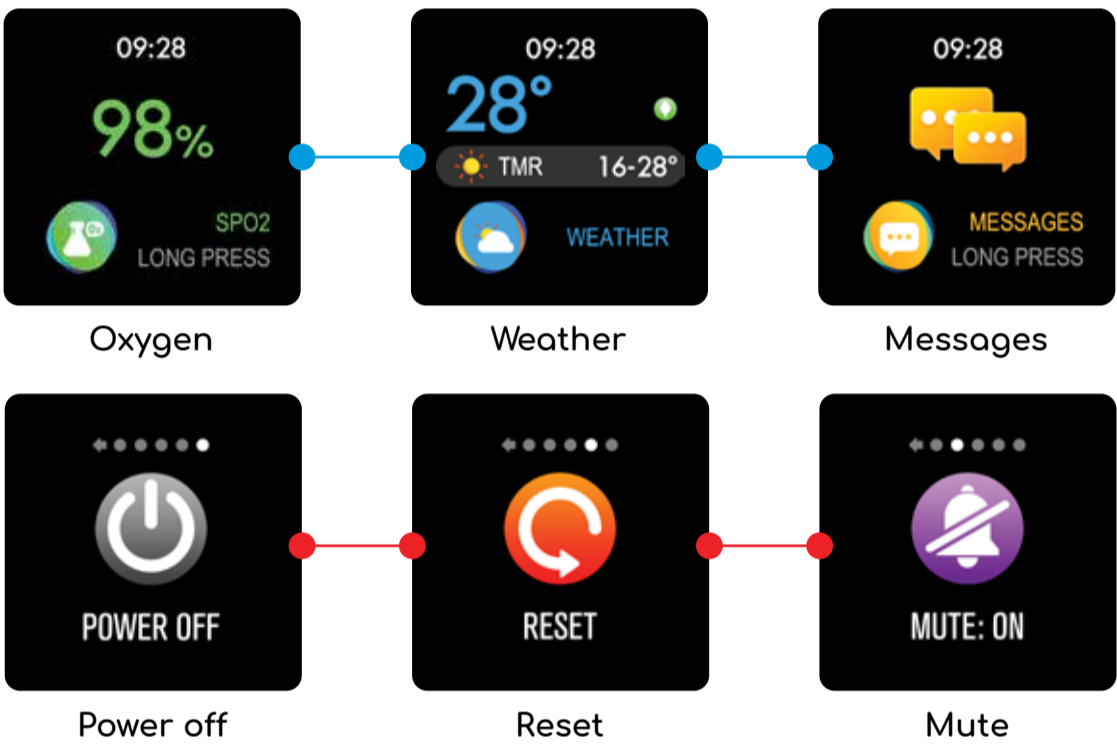 09:28
98%
O₂
SPO2
LONG PRESS
Oxygen
09:28
28°
TMR 16-28°
WEATHER
Weather
09:28
MESSAGES
LONG PRESS
Messages
POWER OFF
Power off
RESET
Reset
MUTE: ON
Mute